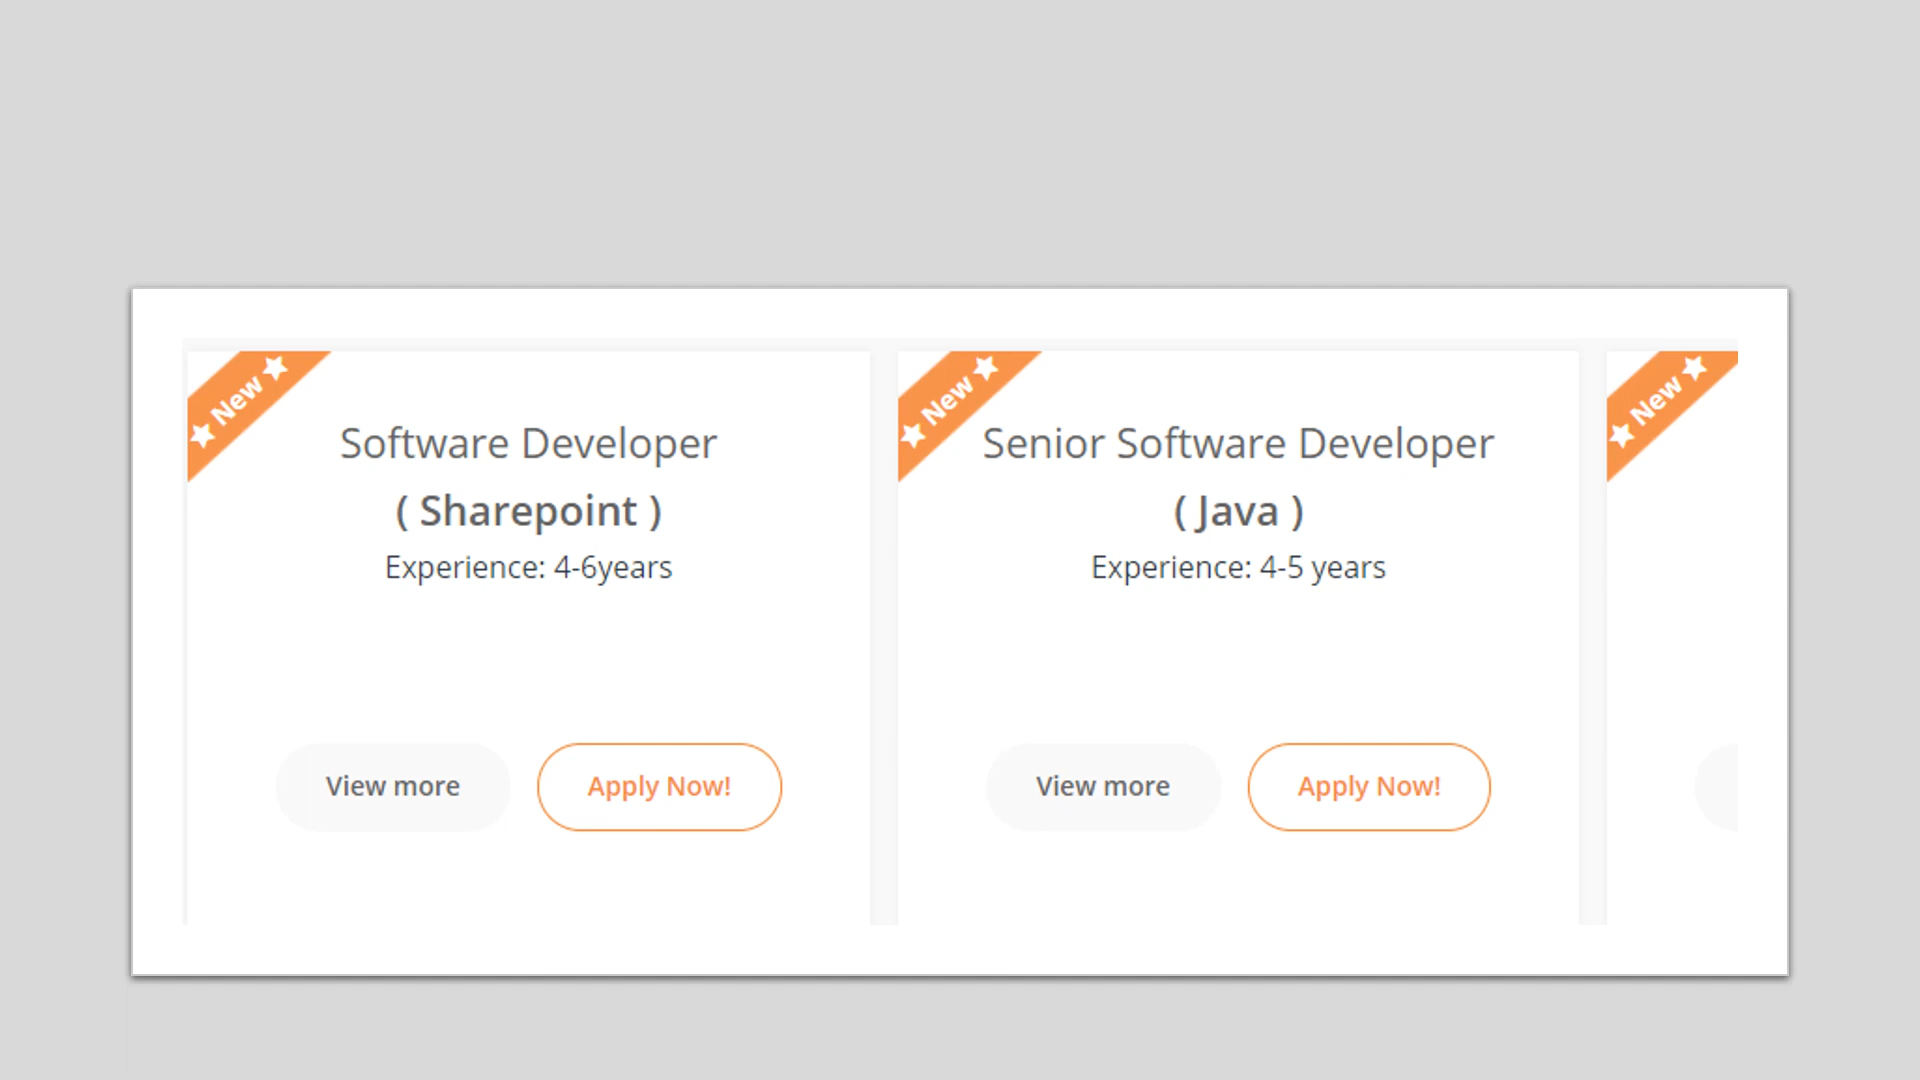 New
Software Developer
( Sharepoint )
Experience: 4-6years
View more
Apply Now!
New
Senior Software Developer
( Java )
Experience: 4-5 years
View more
Apply Now!
New